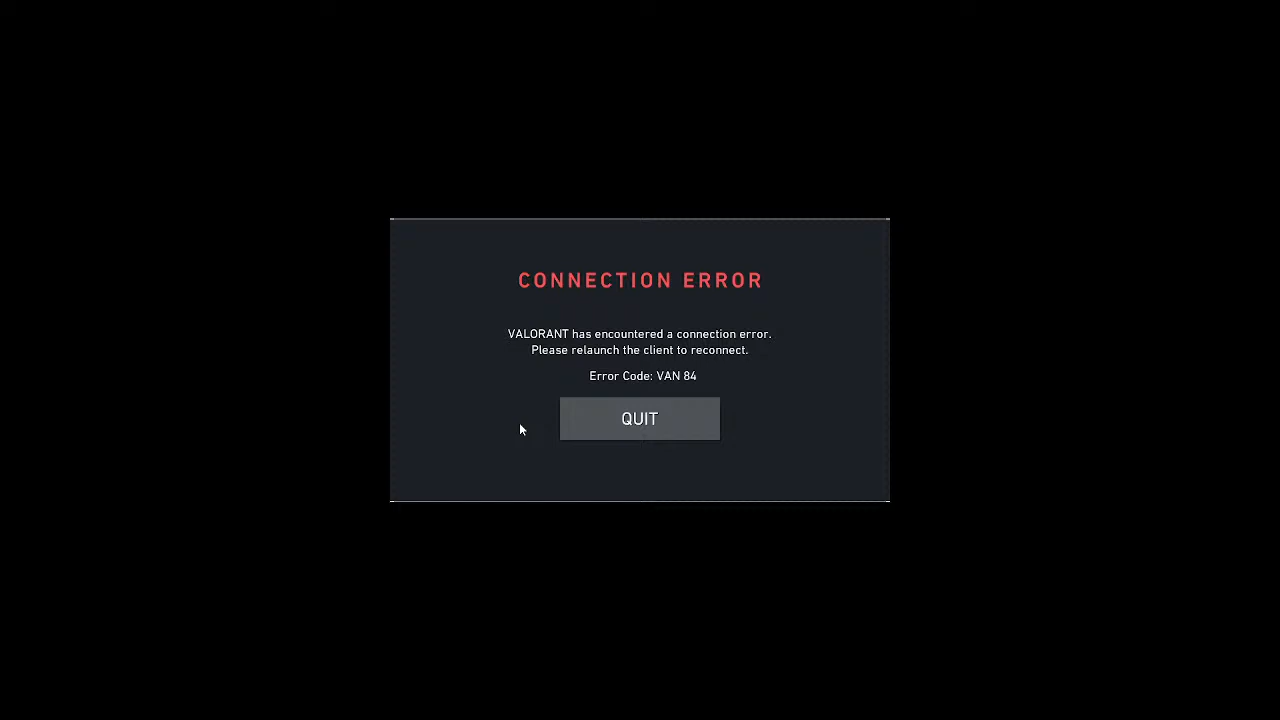 CONNECTION ERROR
VALORANT has encountered a connection error.
Please relaunch the client to reconnect.
Error Code: VAN 84
QUIT